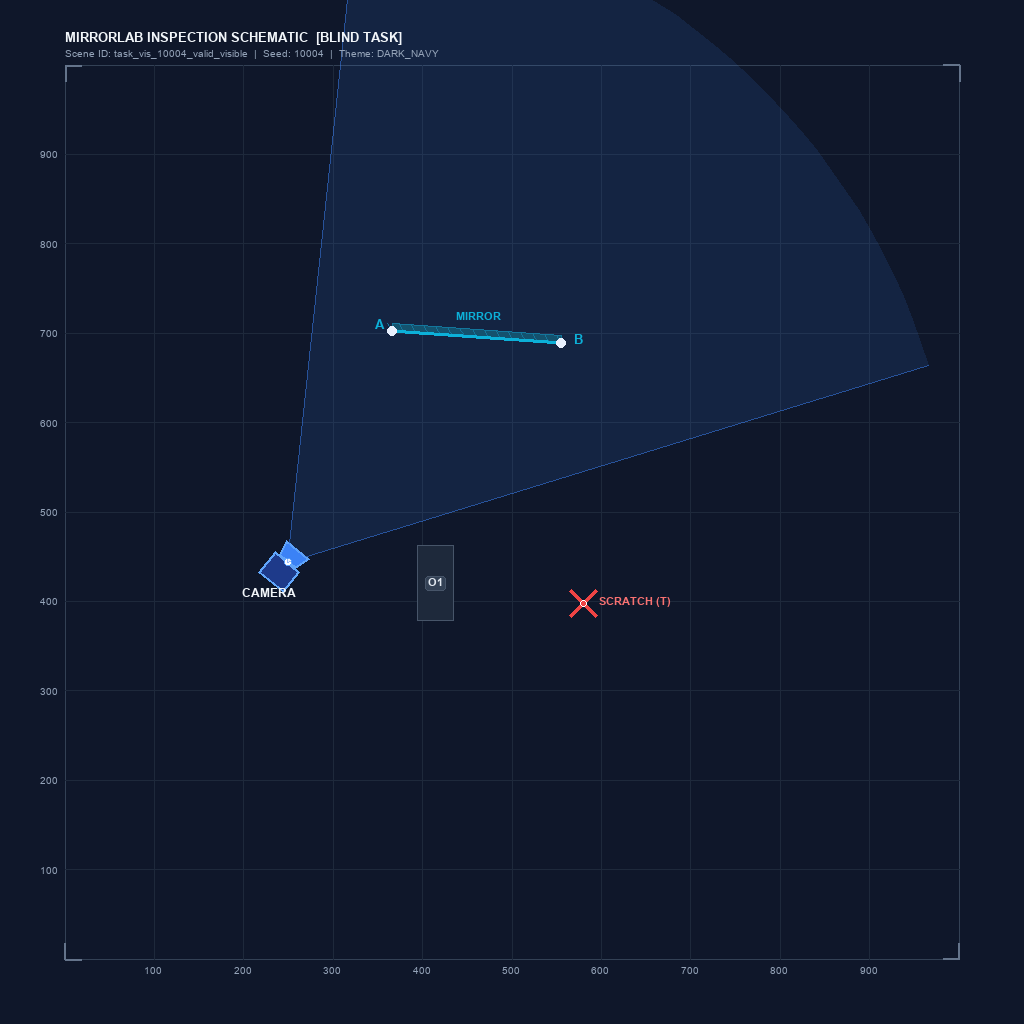 MIRRORLAB INSPECTION SCHEMATIC [BLIND TASK]
Scene ID: task_vis_10004_valid_visible | Seed: 10004 | Theme: DARK_NAVY
900
800
700
600
500
400
300
200
100
A
MIRROR
B
CAMERA
O1
SCRATCH (T)
100 200 300 400 500 600 700 800 900